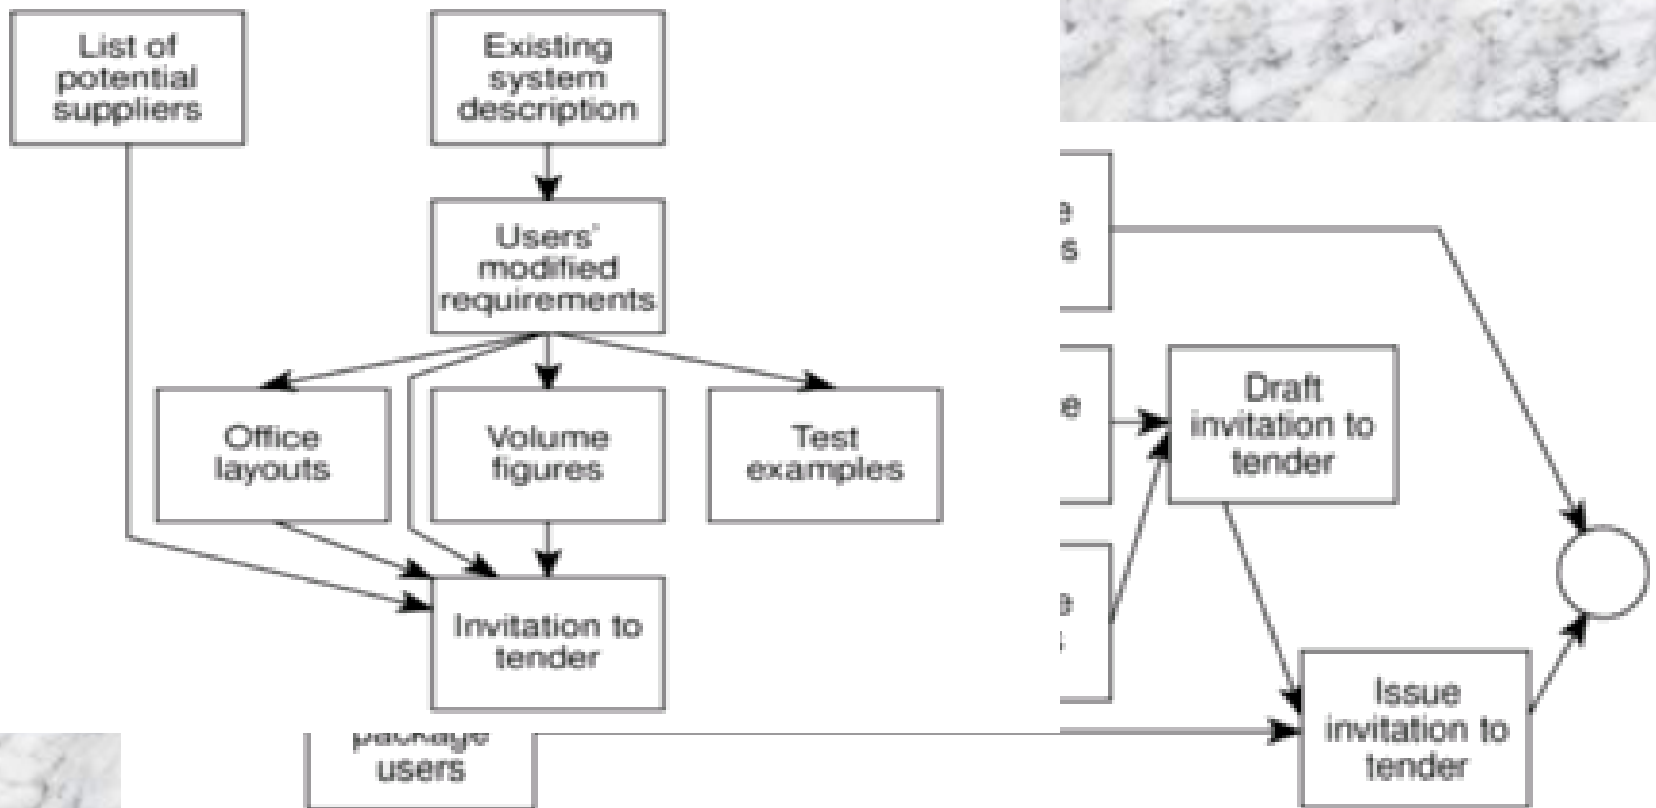 List of
potential
suppliers
Existing
system
description
Users'
modified
requirements
Office
layouts
Volume
figures
Test
examples
Invitation to
tender
package
users
e
s
e
e
Draft
invitation to
tender
Issue
invitation to
tender